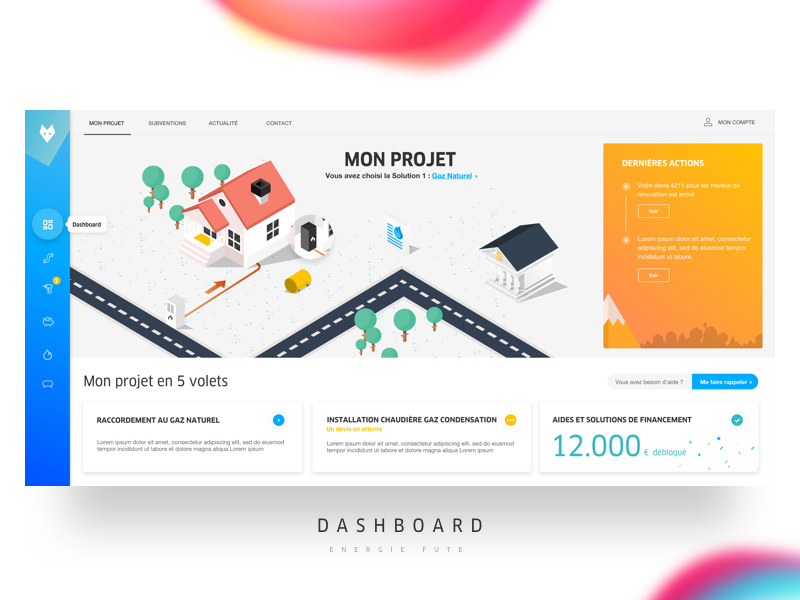 MON PROJET
SUBVENTIONS
ACTUALITÉ
CONTACT
MON COMPTE
MON PROJET
Vous avez choisi la Solution 1 : Gaz Naturel
DERNIÈRES ACTIONS
Votre devis 4211 pour les travaux de
rénovation est arrivé
Voir
Lorem ipsum dolor sit amet, consectetur
adipiscing elit, sed do eiusmod tempor
incididunt ut labore.
Voir
Dashboard
1
Mon projet en 5 volets
Vous avez besoin d'aide ?
Me faire rappeler
RACCORDEMENT AU GAZ NATUREL
Lorem ipsum dolor sit amet, consectetur adipiscing elit, sed do eiusmod
tempor incididunt ut labore et dolore magna aliqua Lorem ipsum
INSTALLATION CHAUDIÈRE GAZ CONDENSATION
Un devis en attente
Lorem ipsum dolor sit amet, consectetur adipiscing elit, sed do eiusmod
tempor incididunt ut labore et dolore magna aliqua Lorem ipsum
AIDES ET SOLUTIONS DE FINANCEMENT
12.000 € débloqué
DASHBOARD
ENERGIE FUTE